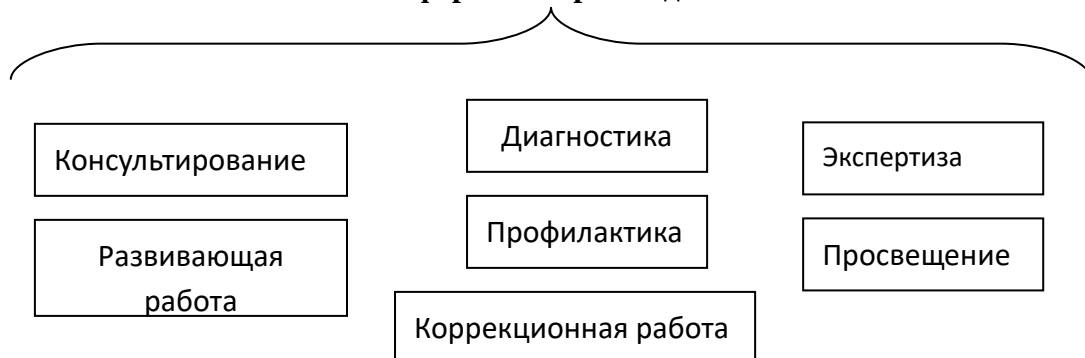 Консультирование
Диагностика
Экспертиза
Развивающая
работа
Профилактика
Просвещение
Коррекционная работа